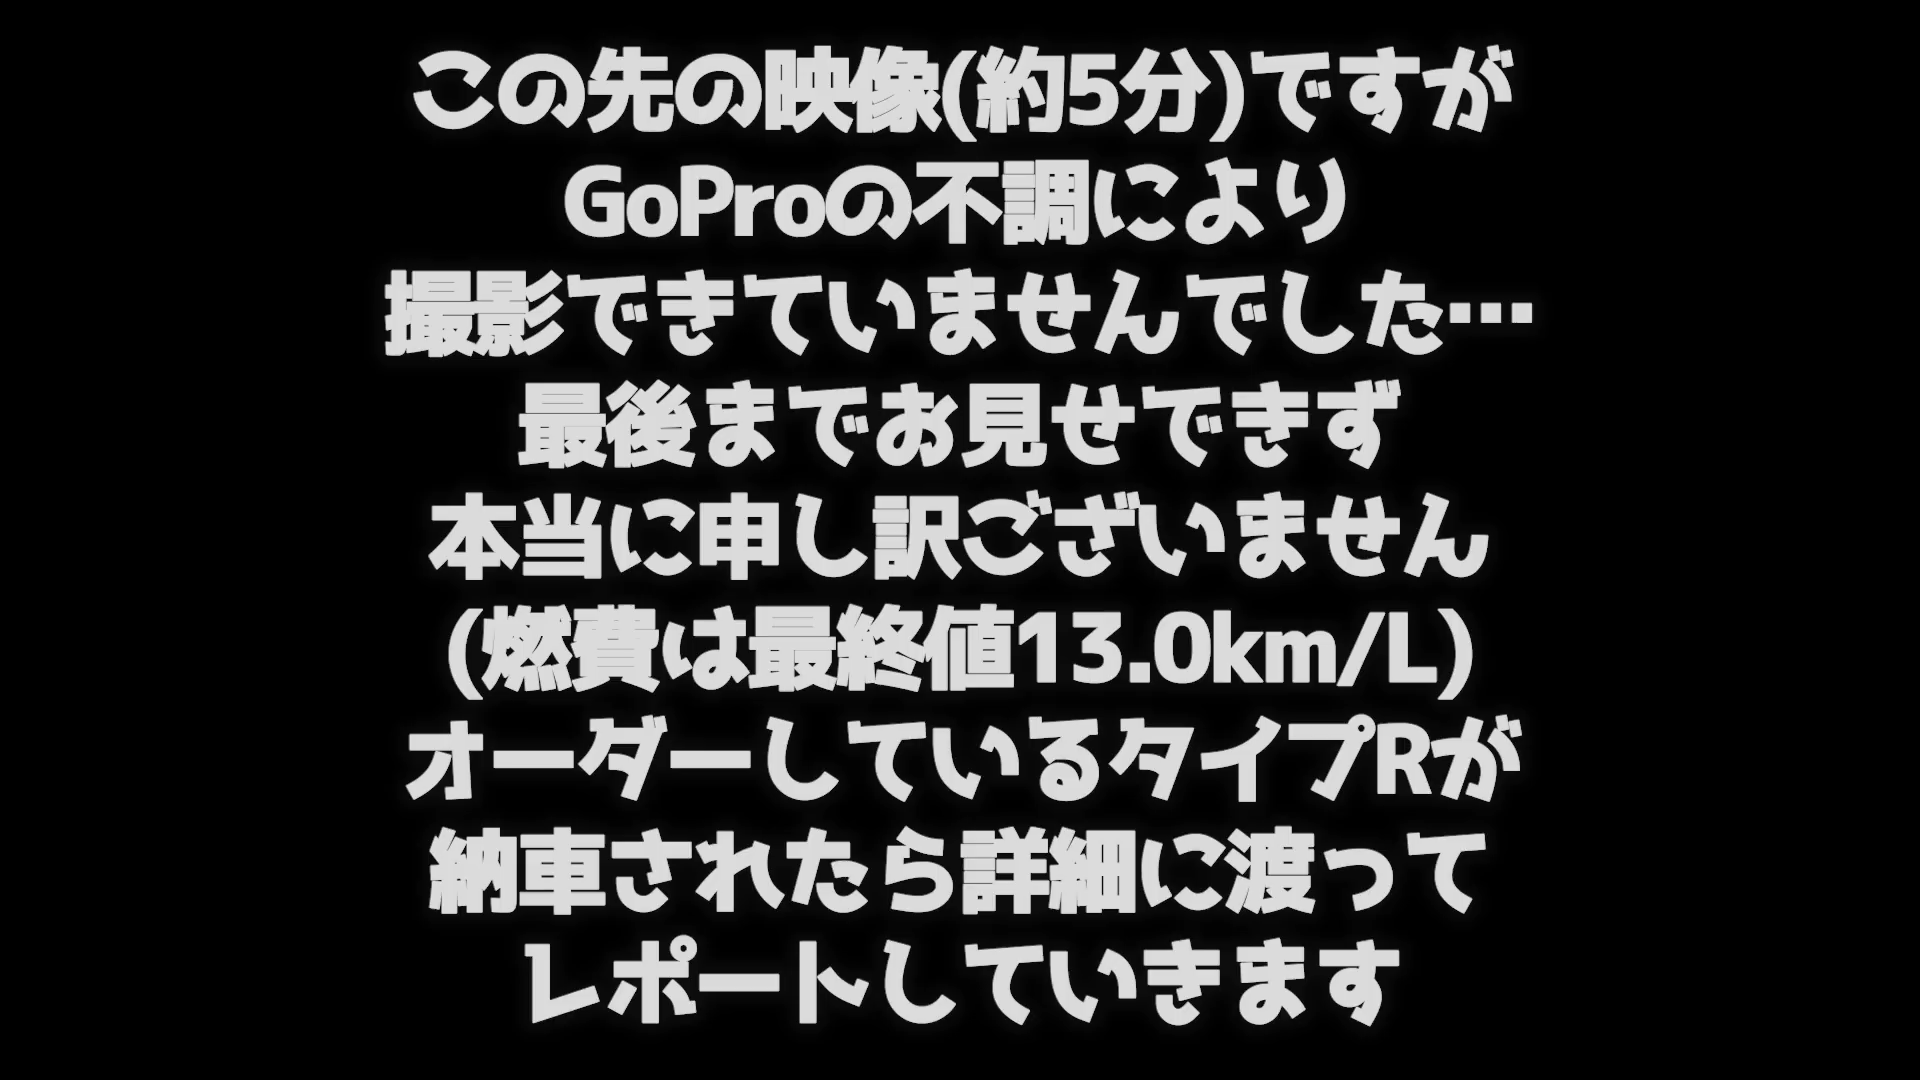 この先の映像(約5分)ですが
GoProの不調により
撮影できていませんでした…
最後までお見せできず
本当に申し訳ございません
(燃費は最終値13.0km/L)
オーダーしているタイプRが
納車されたら詳細に渡って
レポートしていきます